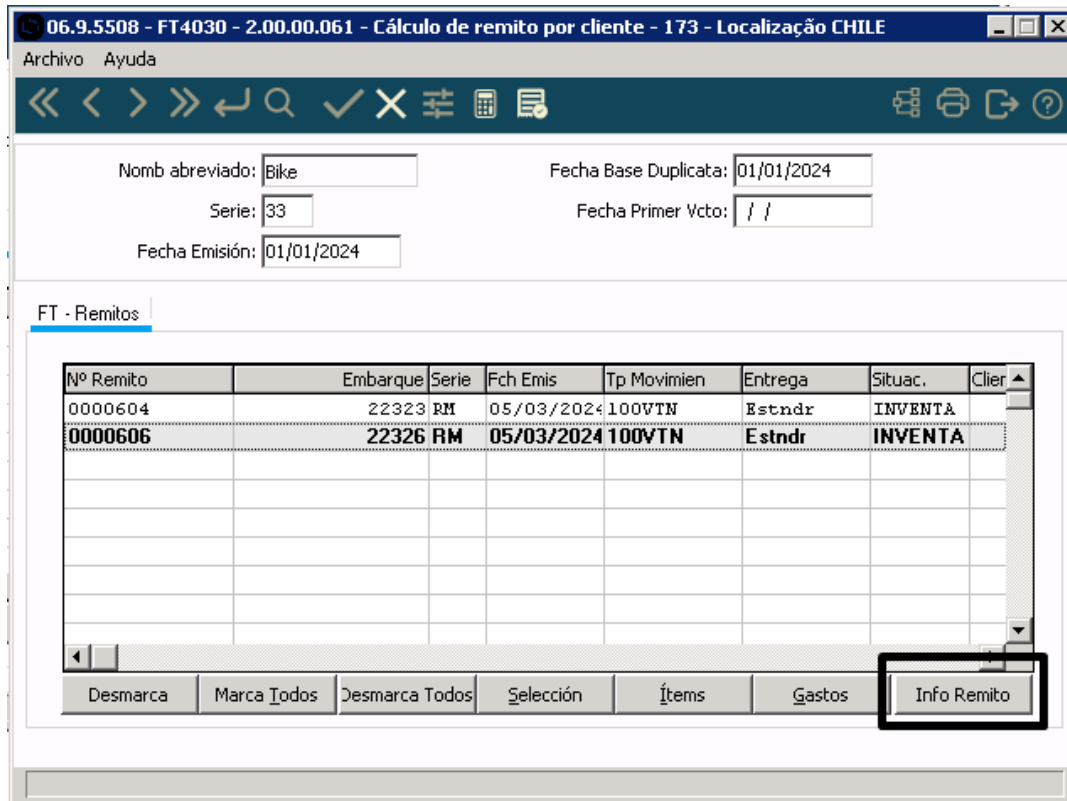 06.9.5508 - FT4030 - 2.00.00.061 - Cálculo de remito por cliente - 173 - Localização CHILE
Archivo Ayuda
Nomb abreviado: Bike Fecha Base Duplicata: 01/01/2024
Serie: 33 Fecha Primer Vcto: / /
Fecha Emisión: 01/01/2024
FT - Remitos
Nº Remito Embarque Serie Fch Emis Tp Movimien Entrega Situac. Clier
0000604 22323 RM 05/03/2024 100VTN Estndr INVENTA
0000606 22326 RM 05/03/2024 100VTN Estndr INVENTA
Desmarca Marca Todos Desmarca Todos Selección Ítems Gastos Info Remito